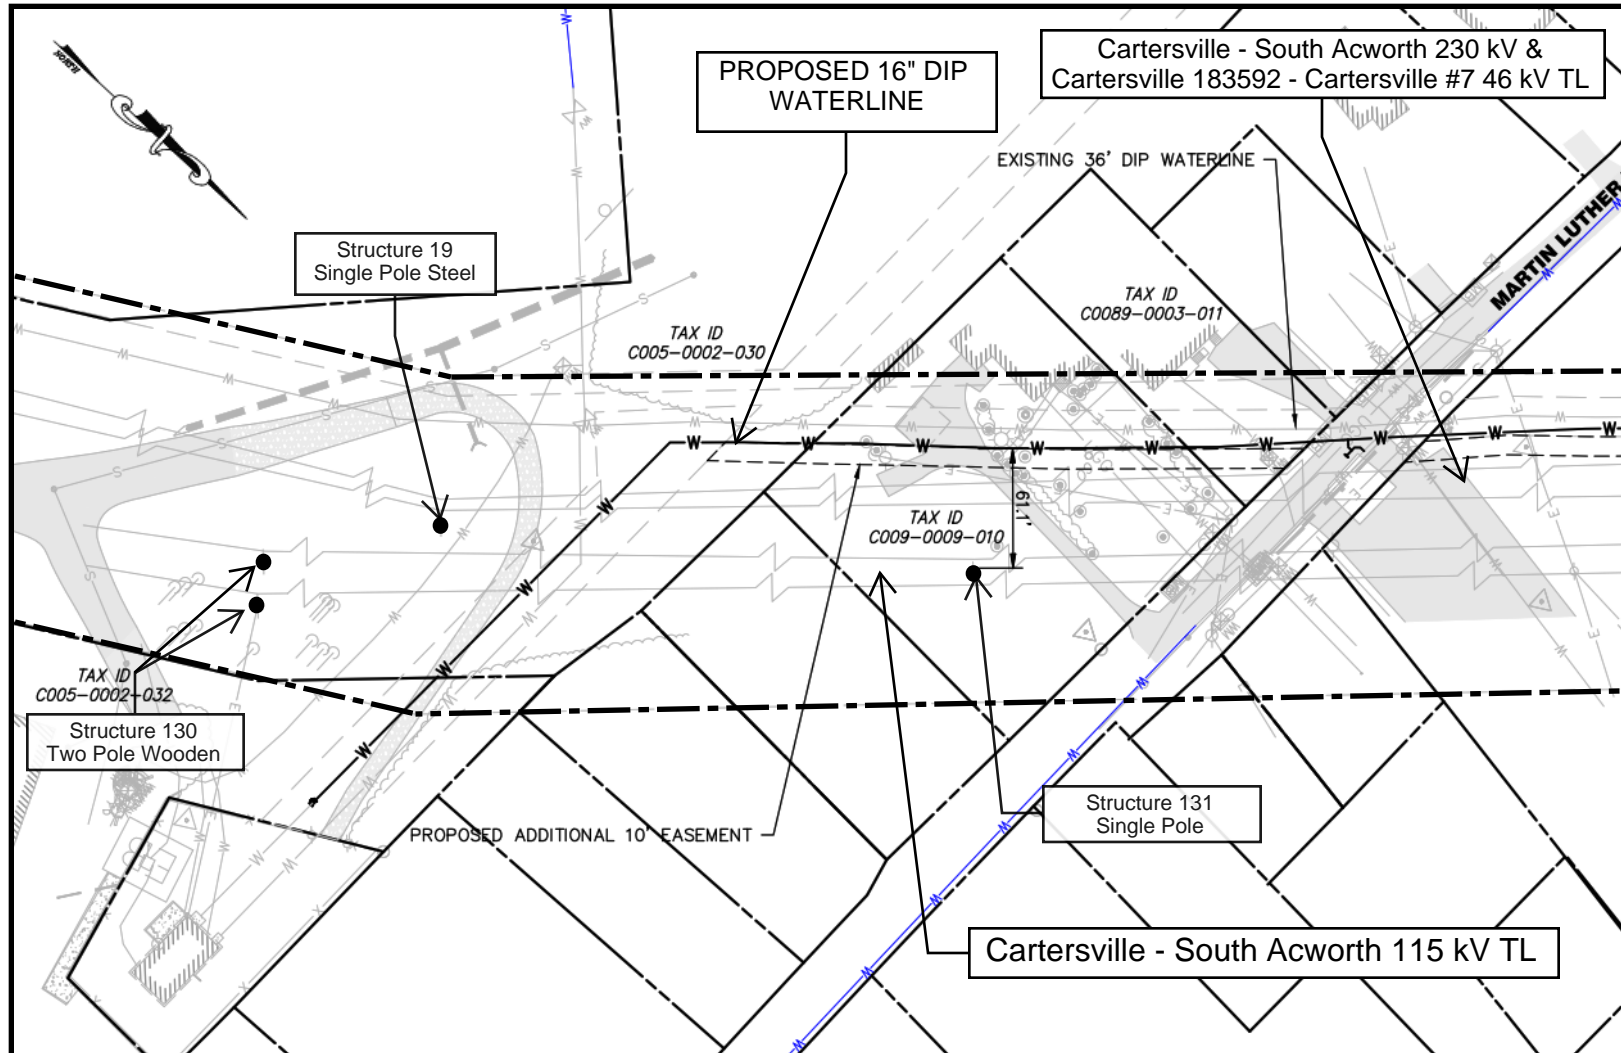 NORTH
PROPOSED 16" DIP
WATERLINE
Cartersville - South Acworth 230 kV &
Cartersville 183592 - Cartersville #7 46 kV TL
EXISTING 36' DIP WATERLINE
MARTIN LUTHER
Structure 19
Single Pole Steel
TAX ID
C0089-0003-011
TAX ID
C005-0002-030
61.1'
TAX ID
C009-0009-010
TAX ID
C005-0002-032
Structure 130
Two Pole Wooden
PROPOSED ADDITIONAL 10' EASEMENT
Structure 131
Single Pole
Cartersville - South Acworth 115 kV TL